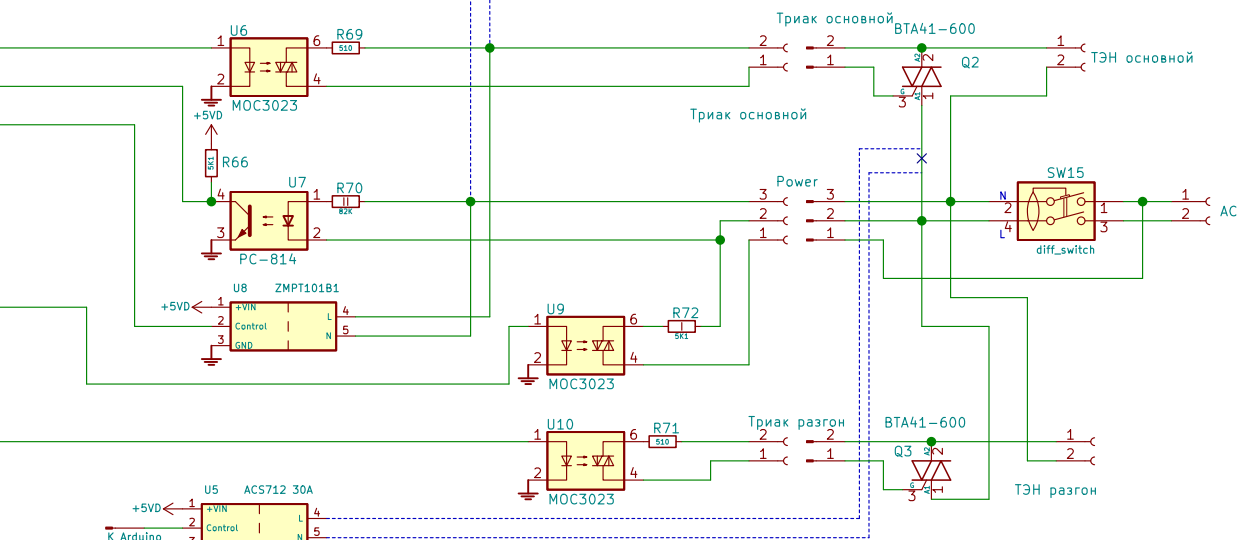 Триак основной
BTA41-600
U6
R69
1
6
510
2
1
2
1
1
2
ТЭН основной
A2
2
Q2
2
4
G
3
A1
1
MOC3023
+5VD
Триак основной
5K1
R66
U7
R70
Power
SW15
4
1
82K
3
2
1
3
2
1
N
2
4
L
1
3
1
2
AC
3
2
PC-814
diff_switch
U8
ZMPT101B1
+5VD
1
+VIN
2
Control
3
GND
L
4
N
5
U9
R72
1
6
5K1
2
4
MOC3023
U10
R71
Триак разгон
BTA41-600
1
6
510
2
1
2
1
1
2
Q3
A2
2
2
4
G
3
A1
1
MOC3023
ТЭН разгон
U5
ACS712 30A
+5VD
1
+VIN
2
Control
L
4
N
5
K Arduino